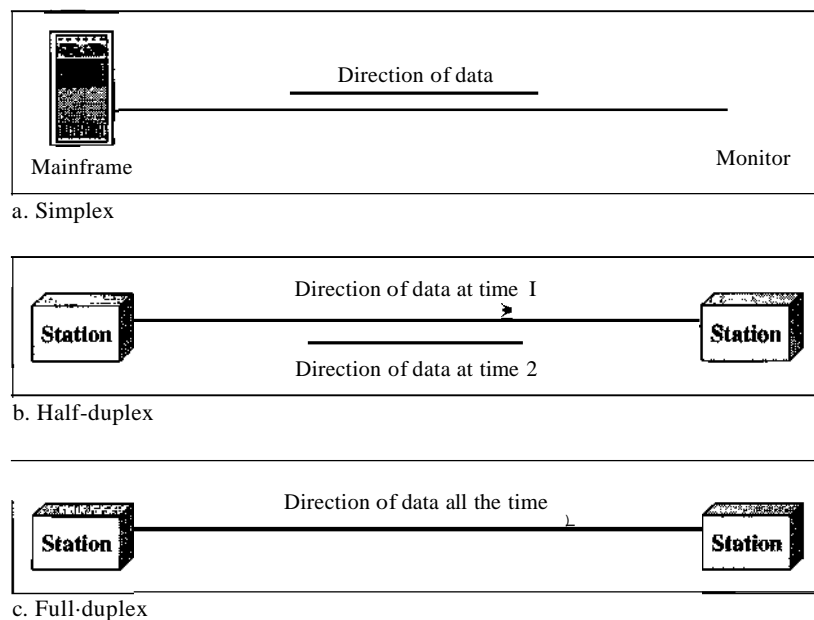 Direction of data
Mainframe
Monitor
a. Simplex
Direction of data at time I
Station
Station
Direction of data at time 2
b. Half-duplex
Direction of data all the time
Station
Station
c. Full·duplex